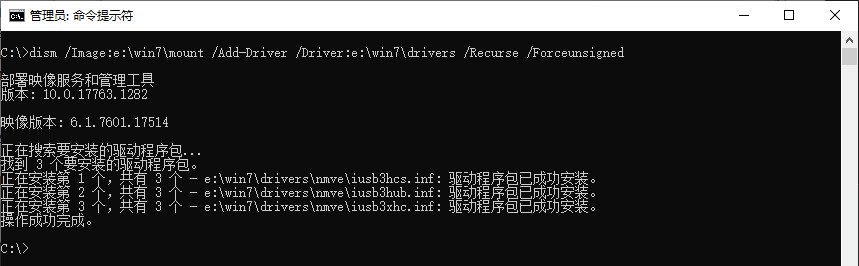 管理员: 命令提示符
C:\>dism /Image:e:\win7\mount /Add-Driver /Driver:e:\win7\drivers /Recurse /Forceunsigned
部署映像服务和管理工具
版本: 10.0.17763.1282
映像版本: 6.1.7601.17514
正在搜索要安装的驱动程序包...
找到 3 个要安装的驱动程序包。
正在安装第 1 个, 共有 3 个 - e:\win7\drivers\nmve\iusb3hcs.inf: 驱动程序包已成功安装。
正在安装第 2 个, 共有 3 个 - e:\win7\drivers\nmve\iusb3hub.inf: 驱动程序包已成功安装。
正在安装第 3 个, 共有 3 个 - e:\win7\drivers\nmve\iusb3xhc.inf: 驱动程序包已成功安装。
操作成功完成。
C:\>